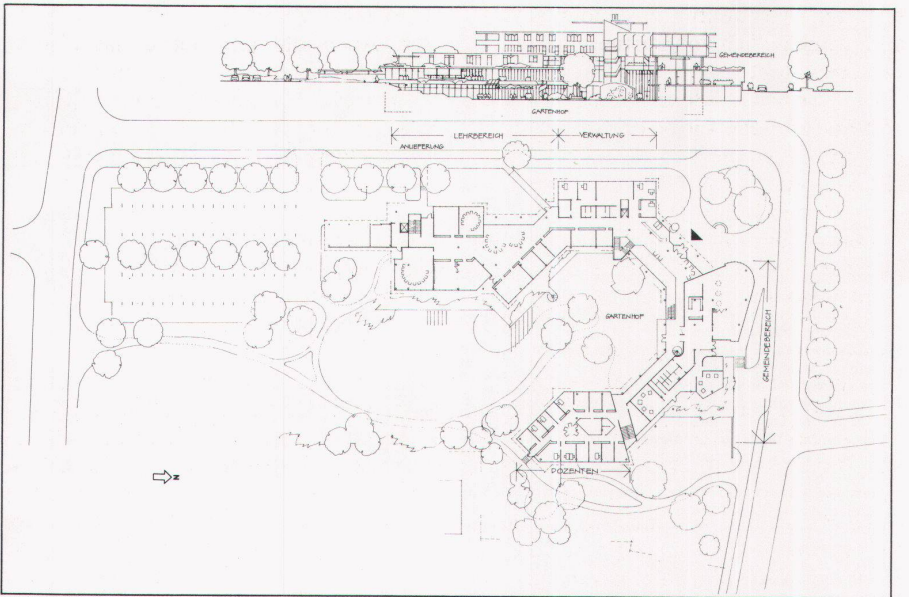 GEMEINDEBEREICH
GARTENHOF
LEHRBEREICH
VERWALTUNG
ANLIEFERUNG
GARTENHOF
GEMEINDEBEREICH
DOZENTEN
N